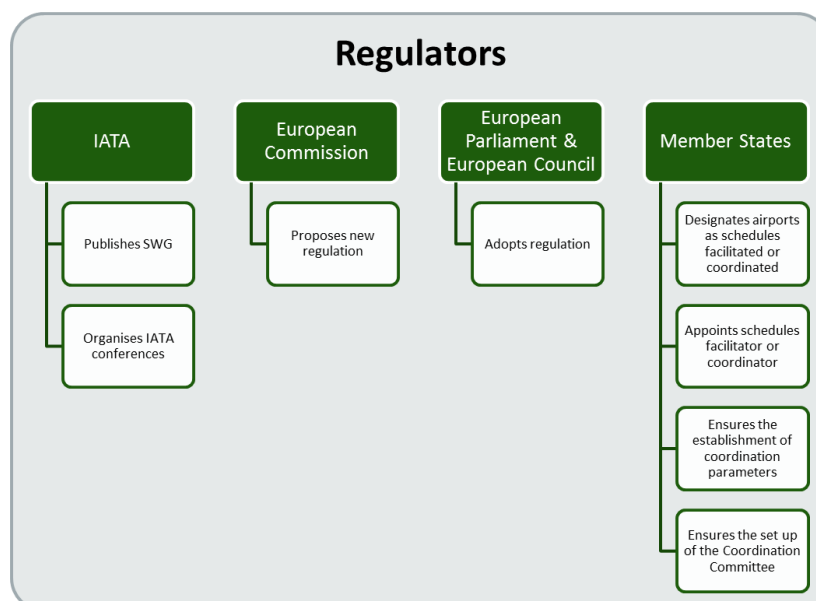 Regulators
IATA
Publishes SWG
Organises IATA
conferences
European
Commission
Proposes new
regulation
European
Parliament &
European Council
Adopts regulation
Member States
Designates airports
as schedules
facilitated or
coordinated
Appoints schedules
facilitator or
coordinator
Ensures the
establishment of
coordination
parameters
Ensures the set up
of the Coordination
Committee